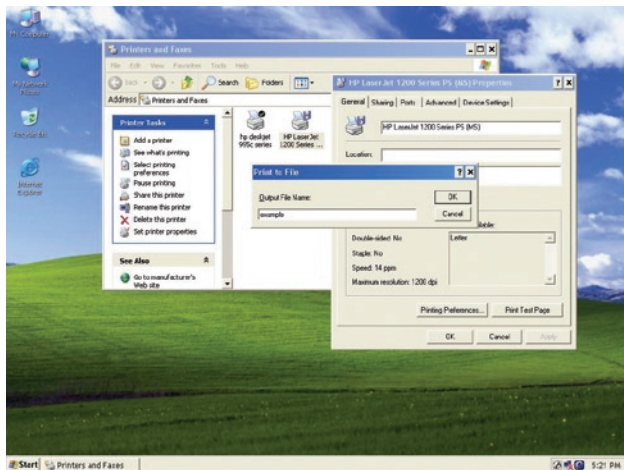 My Computer
My Network
Places
Recycle Bin
Internet
Explorer
Printers and Faxes
File Edit View Favorites Tools Help
Back Search Folders
Address Printers and Faxes
Printer Tasks
Add a printer
See what's printing
Select printing
preferences
Pause printing
Share this printer
Rename this printer
Delete this printer
Set printer properties
See Also
Go to manufacturer's
Web site
hp deskjet
995c series
HP LaserJet
1200 Series ...
HP LaserJet 1200 Series PS (MS) Properties
General Sharing Ports Advanced Device Settings
HP LaserJet 1200 Series PS (MS)
Location:
Print to File
Output File Name:
example
OK
Cancel
Double-sided: No
Staple: No
Speed: 14 ppm
Maximum resolution: 1200 dpi
Letter
Printing Preferences... Print Test Page
OK Cancel Apply
Start Printers and Faxes 5:21 PM